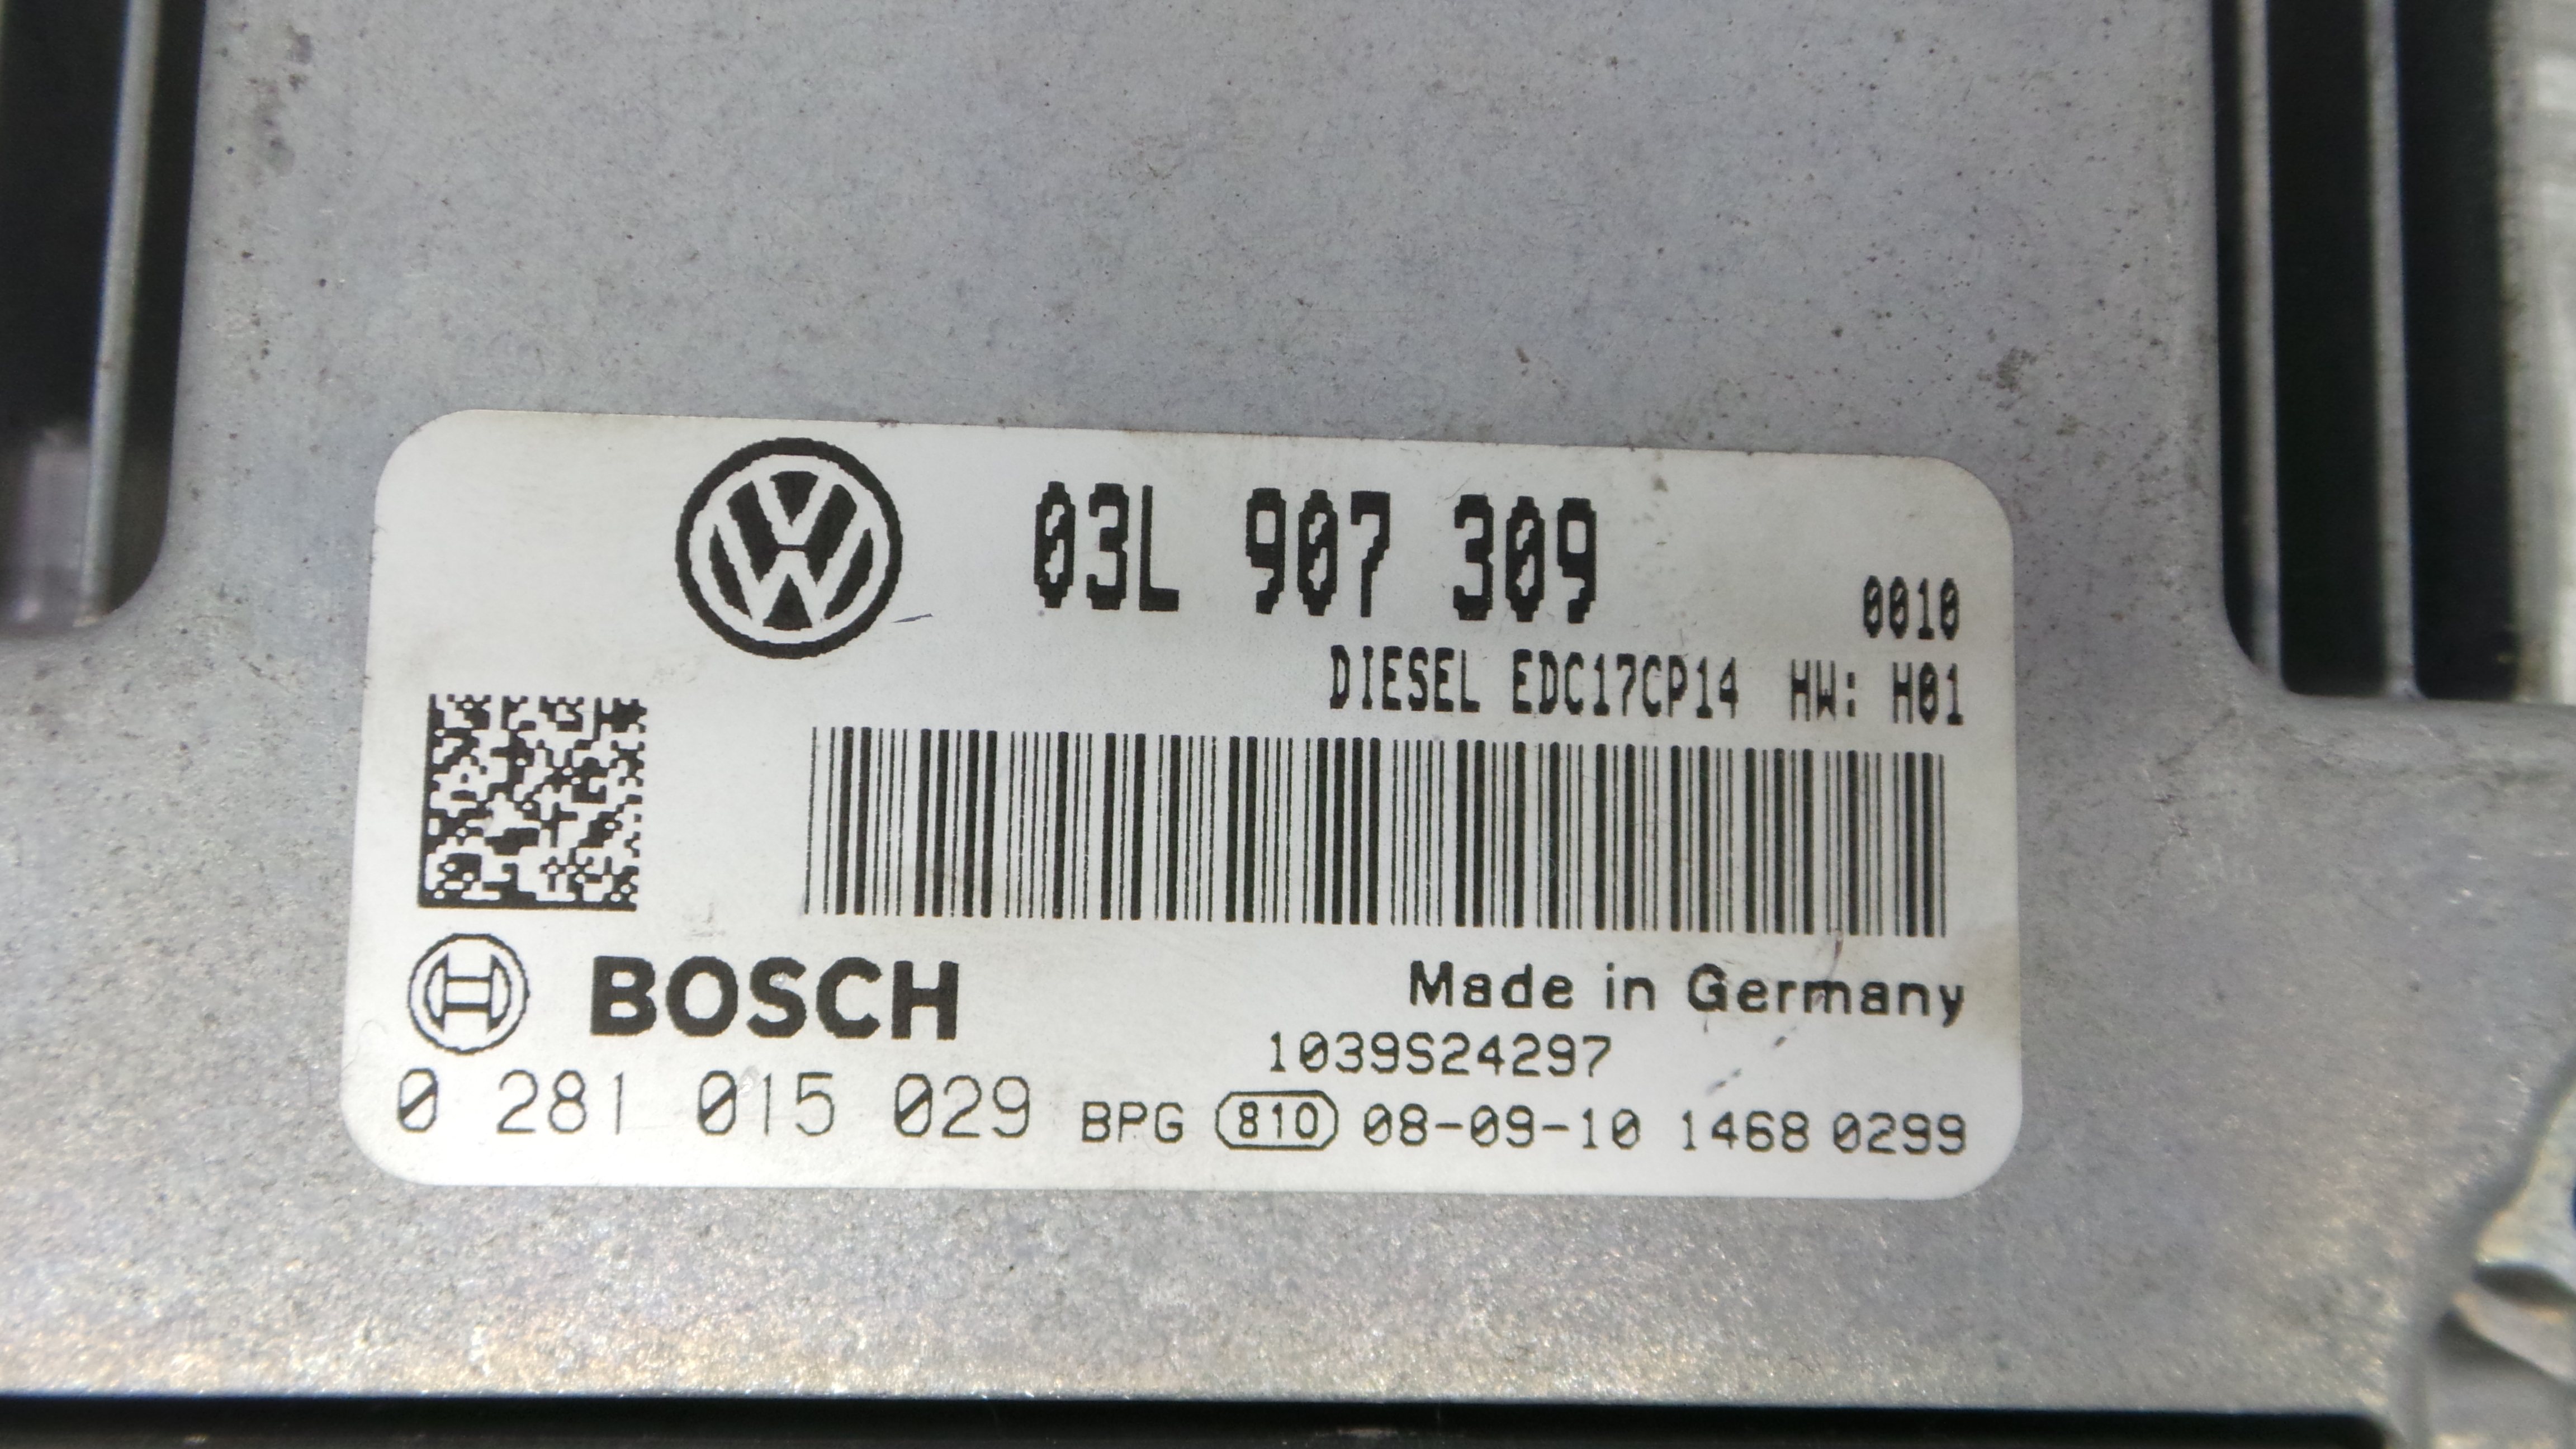 03L 907 309
0010
DIESEL EDC17CP14 HW: H01
BOSCH
Made in Germany
1039S24297
0 281 015 029 BPG 810 08-09-10 1468 0299